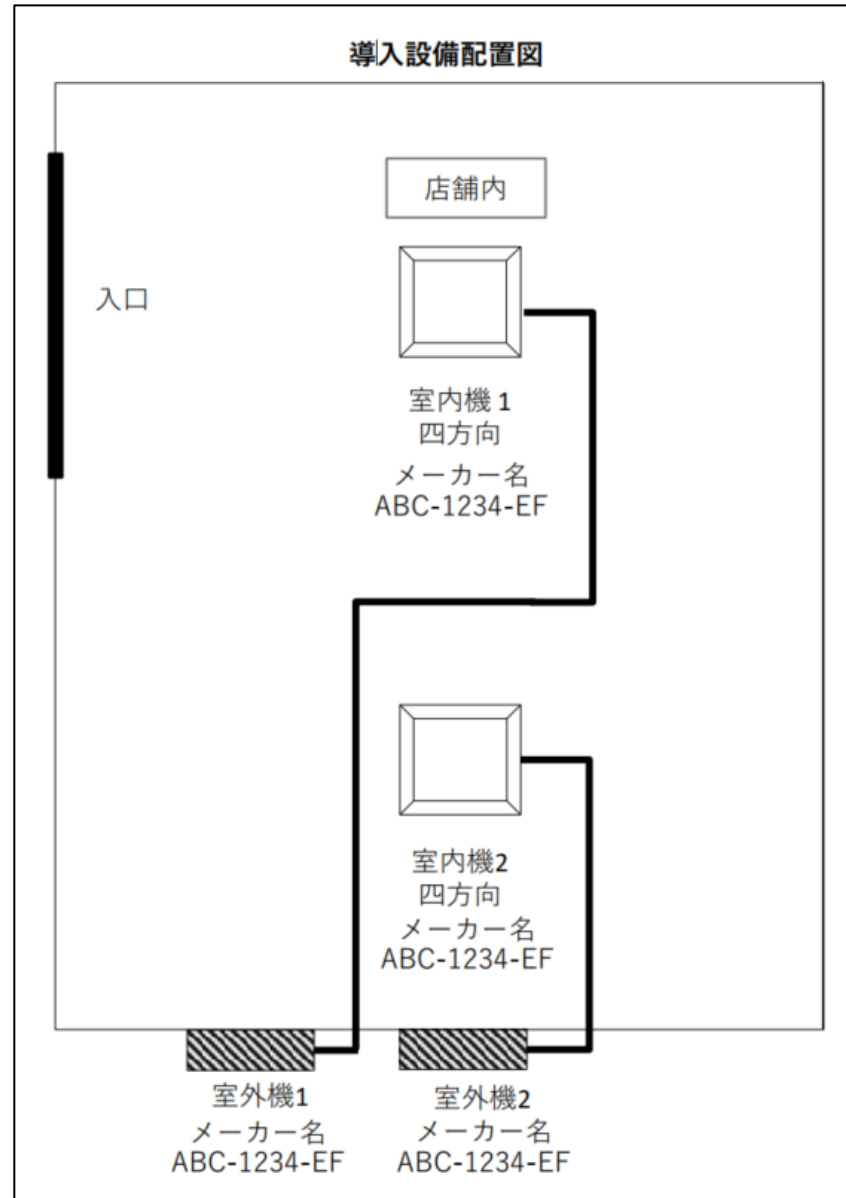 導入設備配置図
店舗内
入口
室内機1
四方向
メーカー名
ABC-1234-EF
室内機2
四方向
メーカー名
ABC-1234-EF
室外機1
メーカー名
ABC-1234-EF
室外機2
メーカー名
ABC-1234-EF